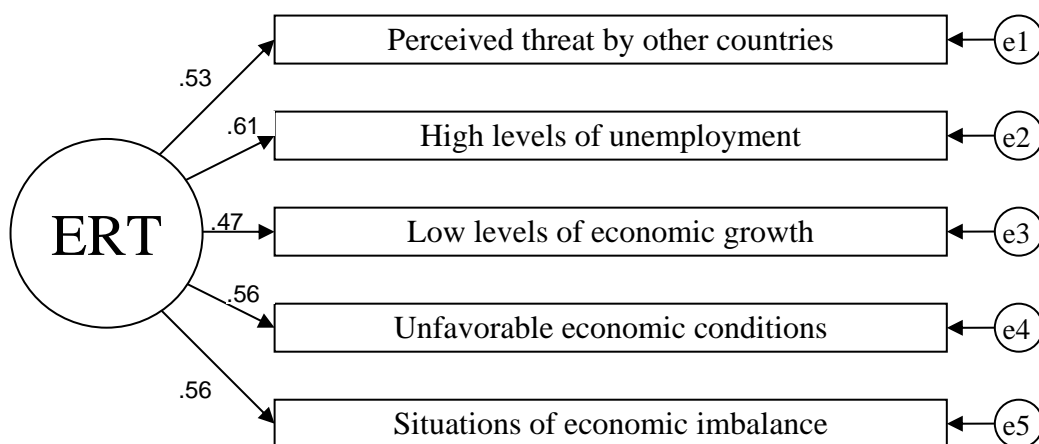 Perceived threat by other countries
e1
.53
.61
High levels of unemployment
e2
ERT
.47
Low levels of economic growth
e3
.56
Unfavorable economic conditions
e4
.56
Situations of economic imbalance
e5